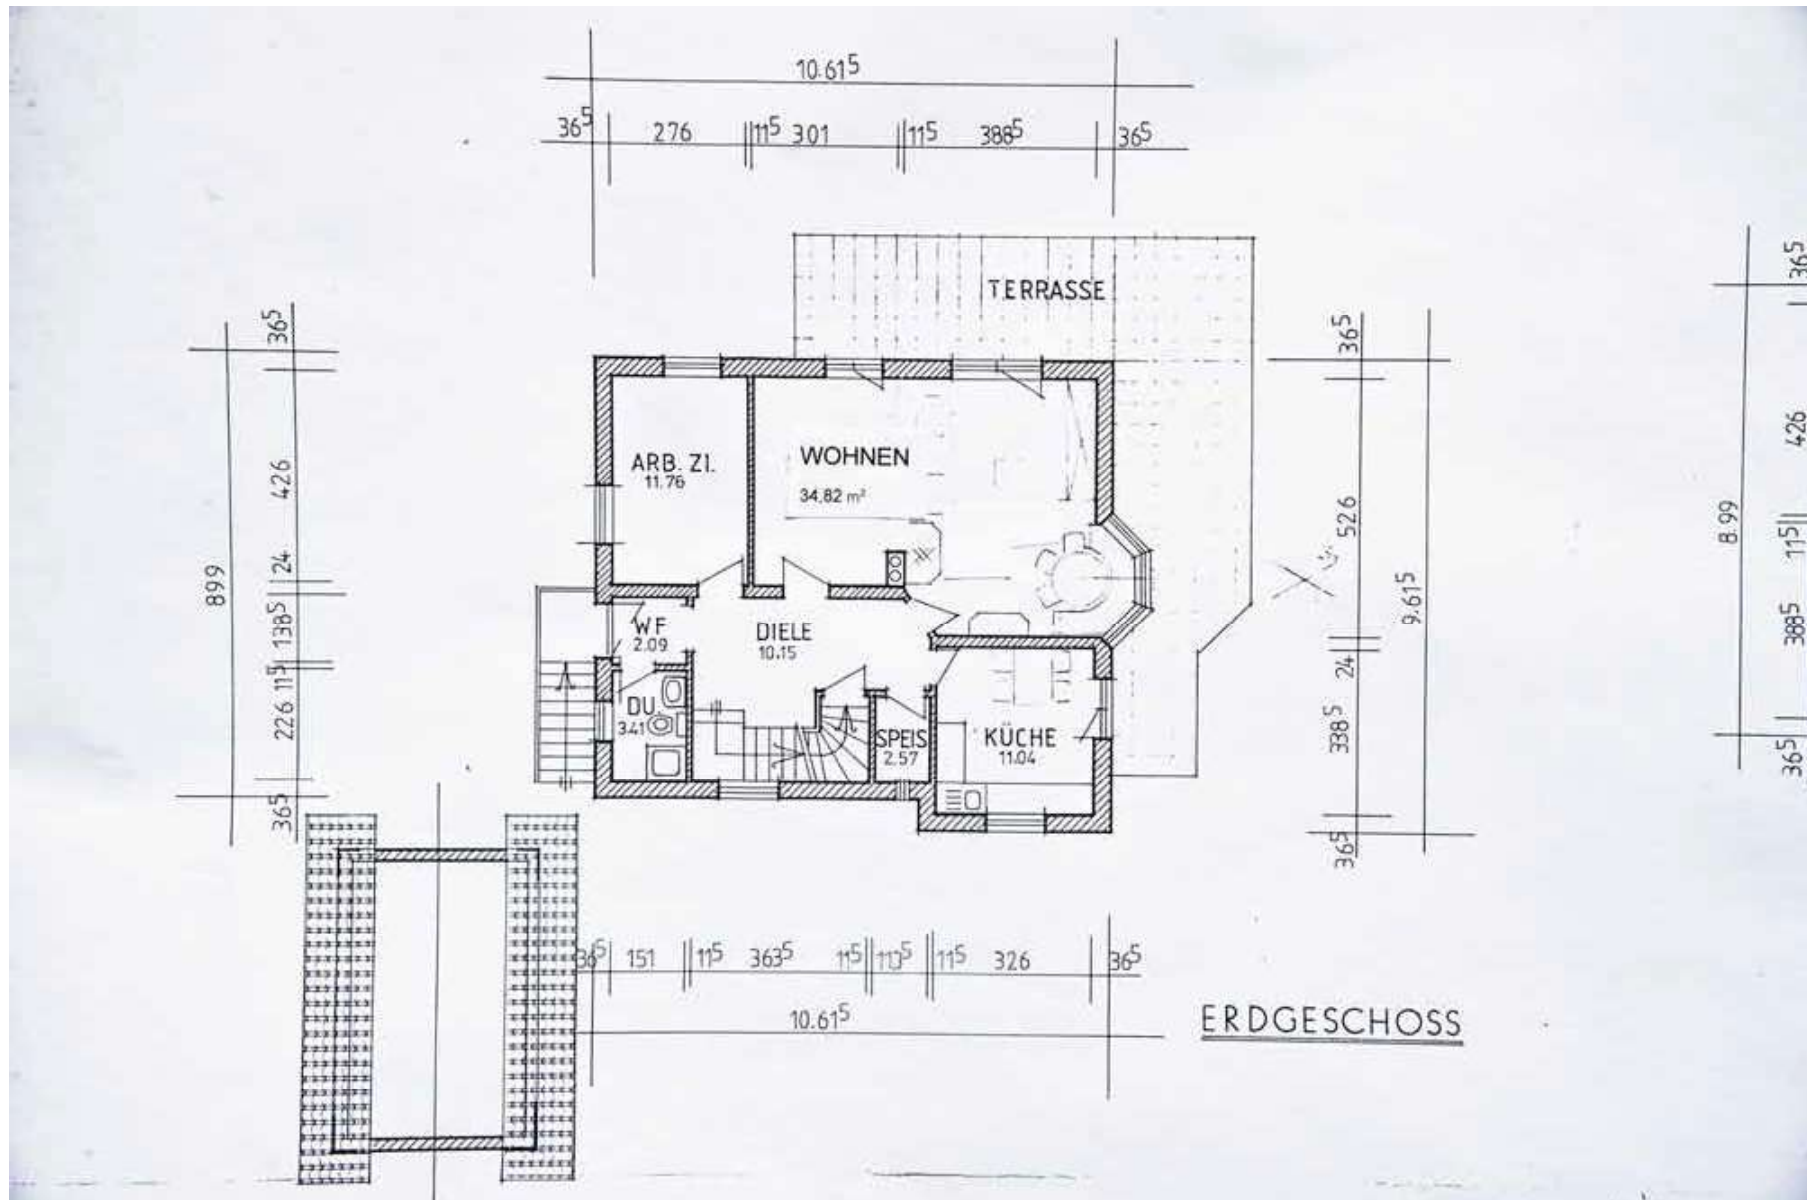 10.61⁵
36⁵ 276 11⁵ 301 11⁵ 388⁵ 36⁵
TERRASSE
36⁵
426
24
138⁵
11⁵
226
36⁵
899
ARB. ZI.
11.76
WOHNEN
34.82 m²
WF
2.09
DIELE
10.15
DU
3.41
SPEIS
2.57
KÜCHE
11.04
36⁵
526
24
338⁵
36⁵
9.61⁵
8.99
36⁵
426
11⁵
388⁵
36⁵
36⁵ 151 11⁵ 363⁵ 11⁵ 113⁵ 11⁵ 326 36⁵
10.61⁵
ERDGESCHOSS